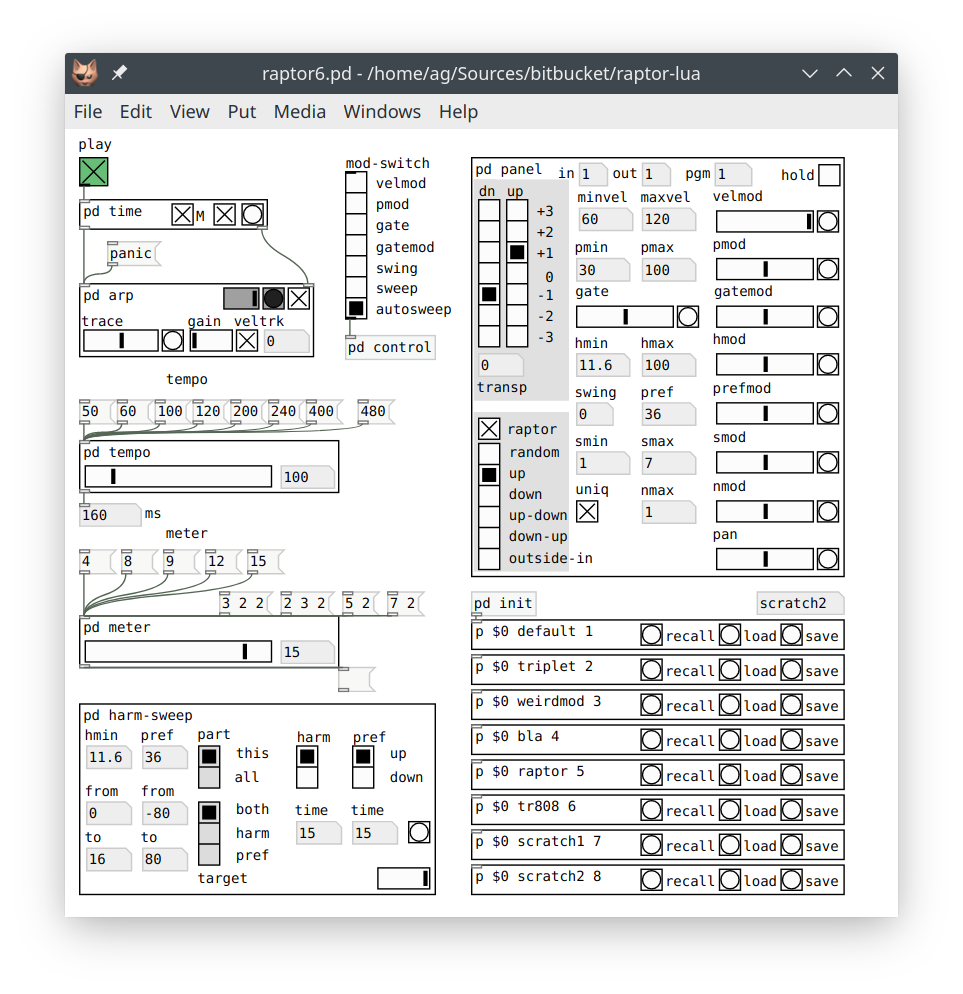 raptor6.pd - /home/ag/Sources/bitbucket/raptor-lua
File Edit View Put Media Windows Help
play
pd time M
panic
pd arp
trace gain veltrk
0
tempo
50 60 100 120 200 240 400 480
pd tempo
100
160 ms
meter
4 8 9 12 15
3 2 2 2 3 2 5 2 7 2
pd meter
15
mod-switch
velmod
pmod
gate
gatemod
swing
sweep
autosweep
pd control
pd harm-sweep
hmin pref part harm pref
11.6 36 this up
all down
from from
0 -80 both time time
harm 15 15
to to
16 80 pref
target
pd panel in 1 out 1 pgm 1 hold
dn up
+3
+2
+1
0
-1
-2
-3
0
transp
raptor
random
up
down
up-down
down-up
outside-in
minvel maxvel velmod
60 120
pmin pmax pmod
30 100
gate gatemod
hmin hmax hmod
11.6 100
swing pref prefmod
0 36
smin smax smod
1 7
uniq nmax nmod
1
pan
pd init scratch2
p $0 default 1 recall load save
p $0 triplet 2 recall load save
p $0 weirdmod 3 recall load save
p $0 bla 4 recall load save
p $0 raptor 5 recall load save
p $0 tr808 6 recall load save
p $0 scratch1 7 recall load save
p $0 scratch2 8 recall load save